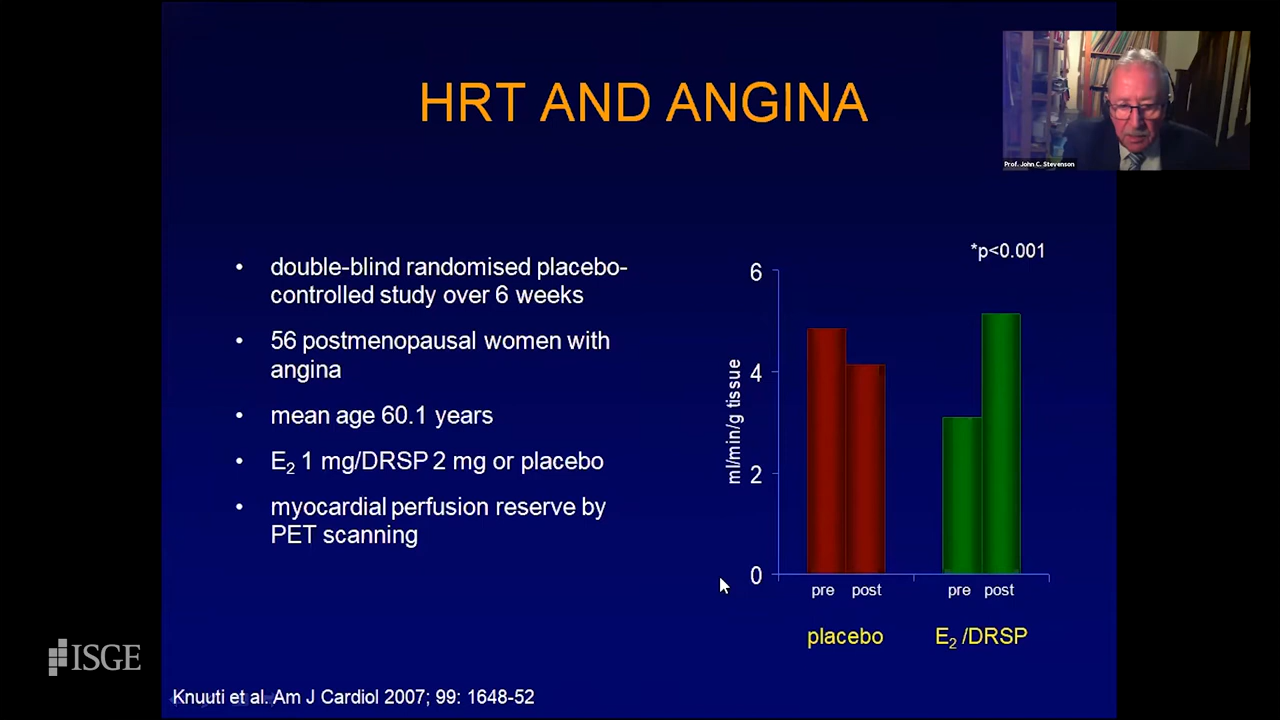 HRT AND ANGINA
Prof. John C. Stevenson
• double-blind randomised placebo-
controlled study over 6 weeks
• 56 postmenopausal women with
angina
• mean age 60.1 years
• E₂ 1 mg/DRSP 2 mg or placebo
• myocardial perfusion reserve by
PET scanning
*p<0.001
ml/min/g tissue
6
4
2
0
pre post pre post
placebo E₂ /DRSP
ISGE
Knuuti et al. Am J Cardiol 2007; 99: 1648-52